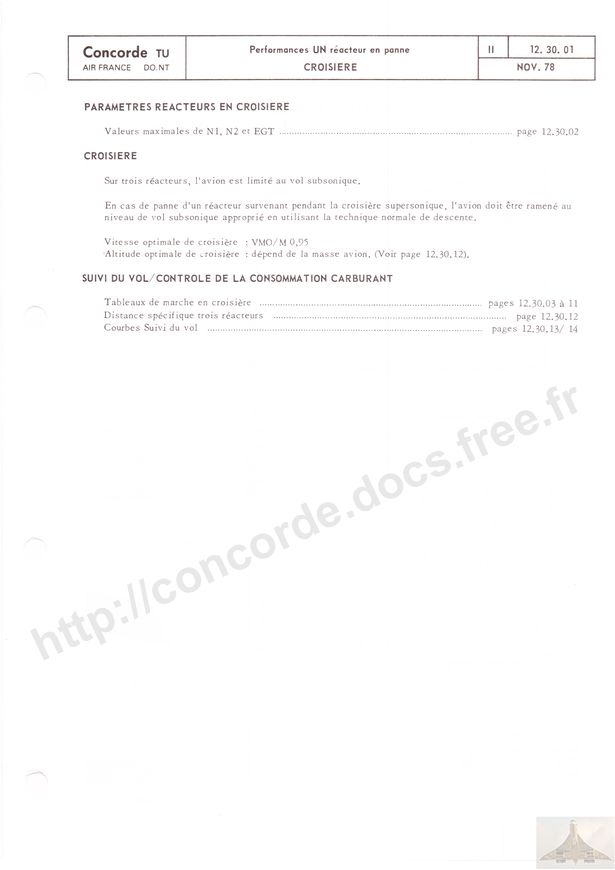 Concorde TU
AIR FRANCE DO.NT
Performances UN réacteur en panne
CROISIERE
II
12. 30. 01
NOV. 78
PARAMETRES REACTEURS EN CROISIERE
Valeurs maximales de N1, N2 et EGT ........ page 12.30.02
CROISIERE
Sur trois réacteurs, l'avion est limité au vol subsonique.
En cas de panne d'un réacteur survenant pendant la croisière supersonique, l'avion doit être ramené au
niveau de vol subsonique approprié en utilisant la technique normale de descente.
Vitesse optimale de croisière : VMO/M 0,95
Altitude optimale de croisière : dépend de la masse avion. (Voir page 12.30.12).
SUIVI DU VOL/CONTROLE DE LA CONSOMMATION CARBURANT
Tableaux de marche en croisière ........ pages 12.30.03 à 11
Distance spécifique trois réacteurs ........ page 12.30.12
Courbes Suivi du vol ........ pages 12.30.13/ 14
http://concorde.docs.free.fr